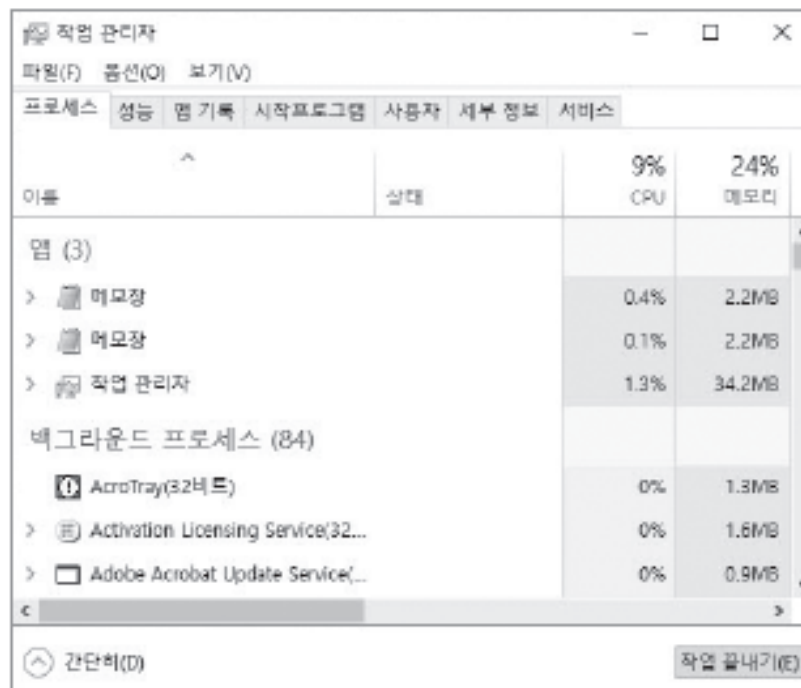 작업 관리자
파일(F) 옵션(O) 보기(V)
프로세스 성능 앱 기록 시작프로그램 사용자 세부 정보 서비스
9% 24%
이름 상태 CPU 메모리
앱 (3)
메모장 0.4% 2.2MB
메모장 0.1% 2.2MB
작업 관리자 1.3% 34.2MB
백그라운드 프로세스 (84)
AcroTray(32비트) 0% 1.3MB
Activation Licensing Service(32... 0% 1.6MB
Adobe Acrobat Update Service(... 0% 0.9MB
간단히(D) 작업 끝내기(E)